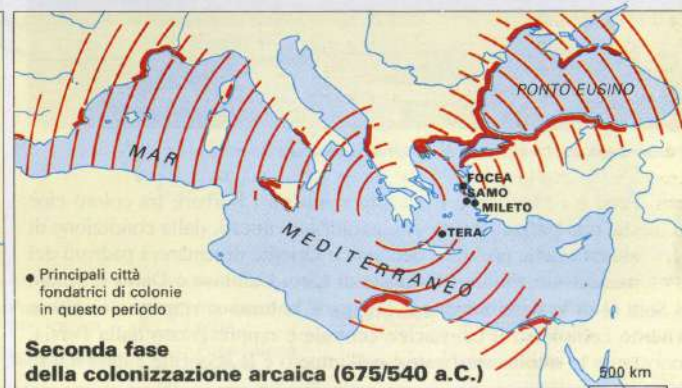 PONTO EUSINO
MAR
MEDITERRANEO
FOCEA
SAMO
MILETO
TERA
• Principali città
fondatrici di colonie
in questo periodo
Seconda fase
della colonizzazione arcaica (675/540 a.C.)
500 km